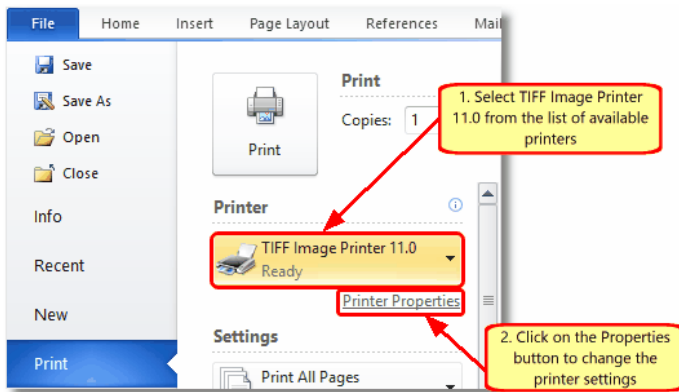 File Home Insert Page Layout References Mail
Save
Save As
Open
Close
Info
Recent
New
Print
Print
Print
Copies: 1
1. Select TIFF Image Printer
11.0 from the list of available
printers
Printer
TIFF Image Printer 11.0
Ready
Printer Properties
2. Click on the Properties
button to change the
printer settings
Settings
Print All Pages